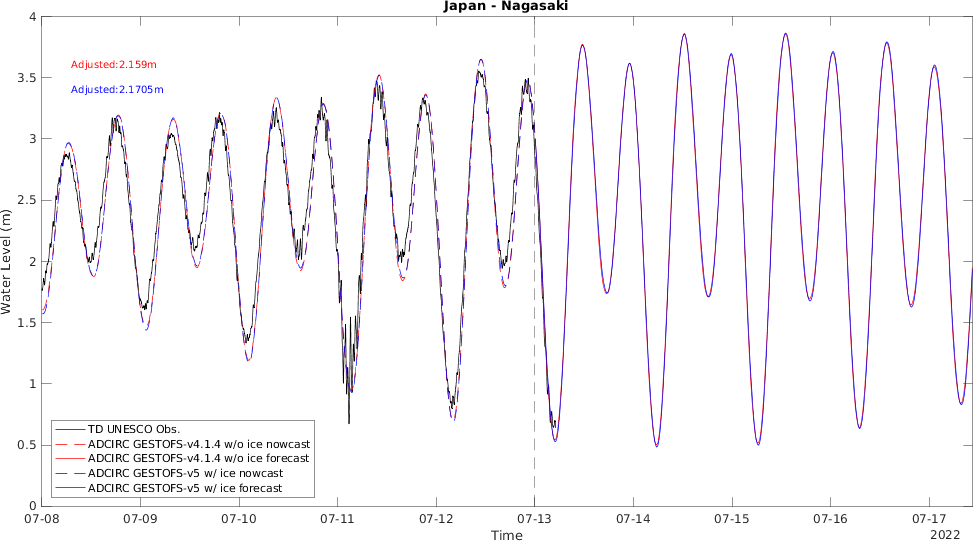 Japan - Nagasaki
Adjusted:2.159m
Adjusted:2.1705m
Water Level (m)
4
3.5
3
2.5
2
1.5
1
0.5
0
TD UNESCO Obs.
ADCIRC GESTOFS-v4.1.4 w/o ice nowcast
ADCIRC GESTOFS-v4.1.4 w/o ice forecast
ADCIRC GESTOFS-v5 w/ ice nowcast
ADCIRC GESTOFS-v5 w/ ice forecast
07-08 07-09 07-10 07-11 07-12 07-13 07-14 07-15 07-16 07-17
Time
2022